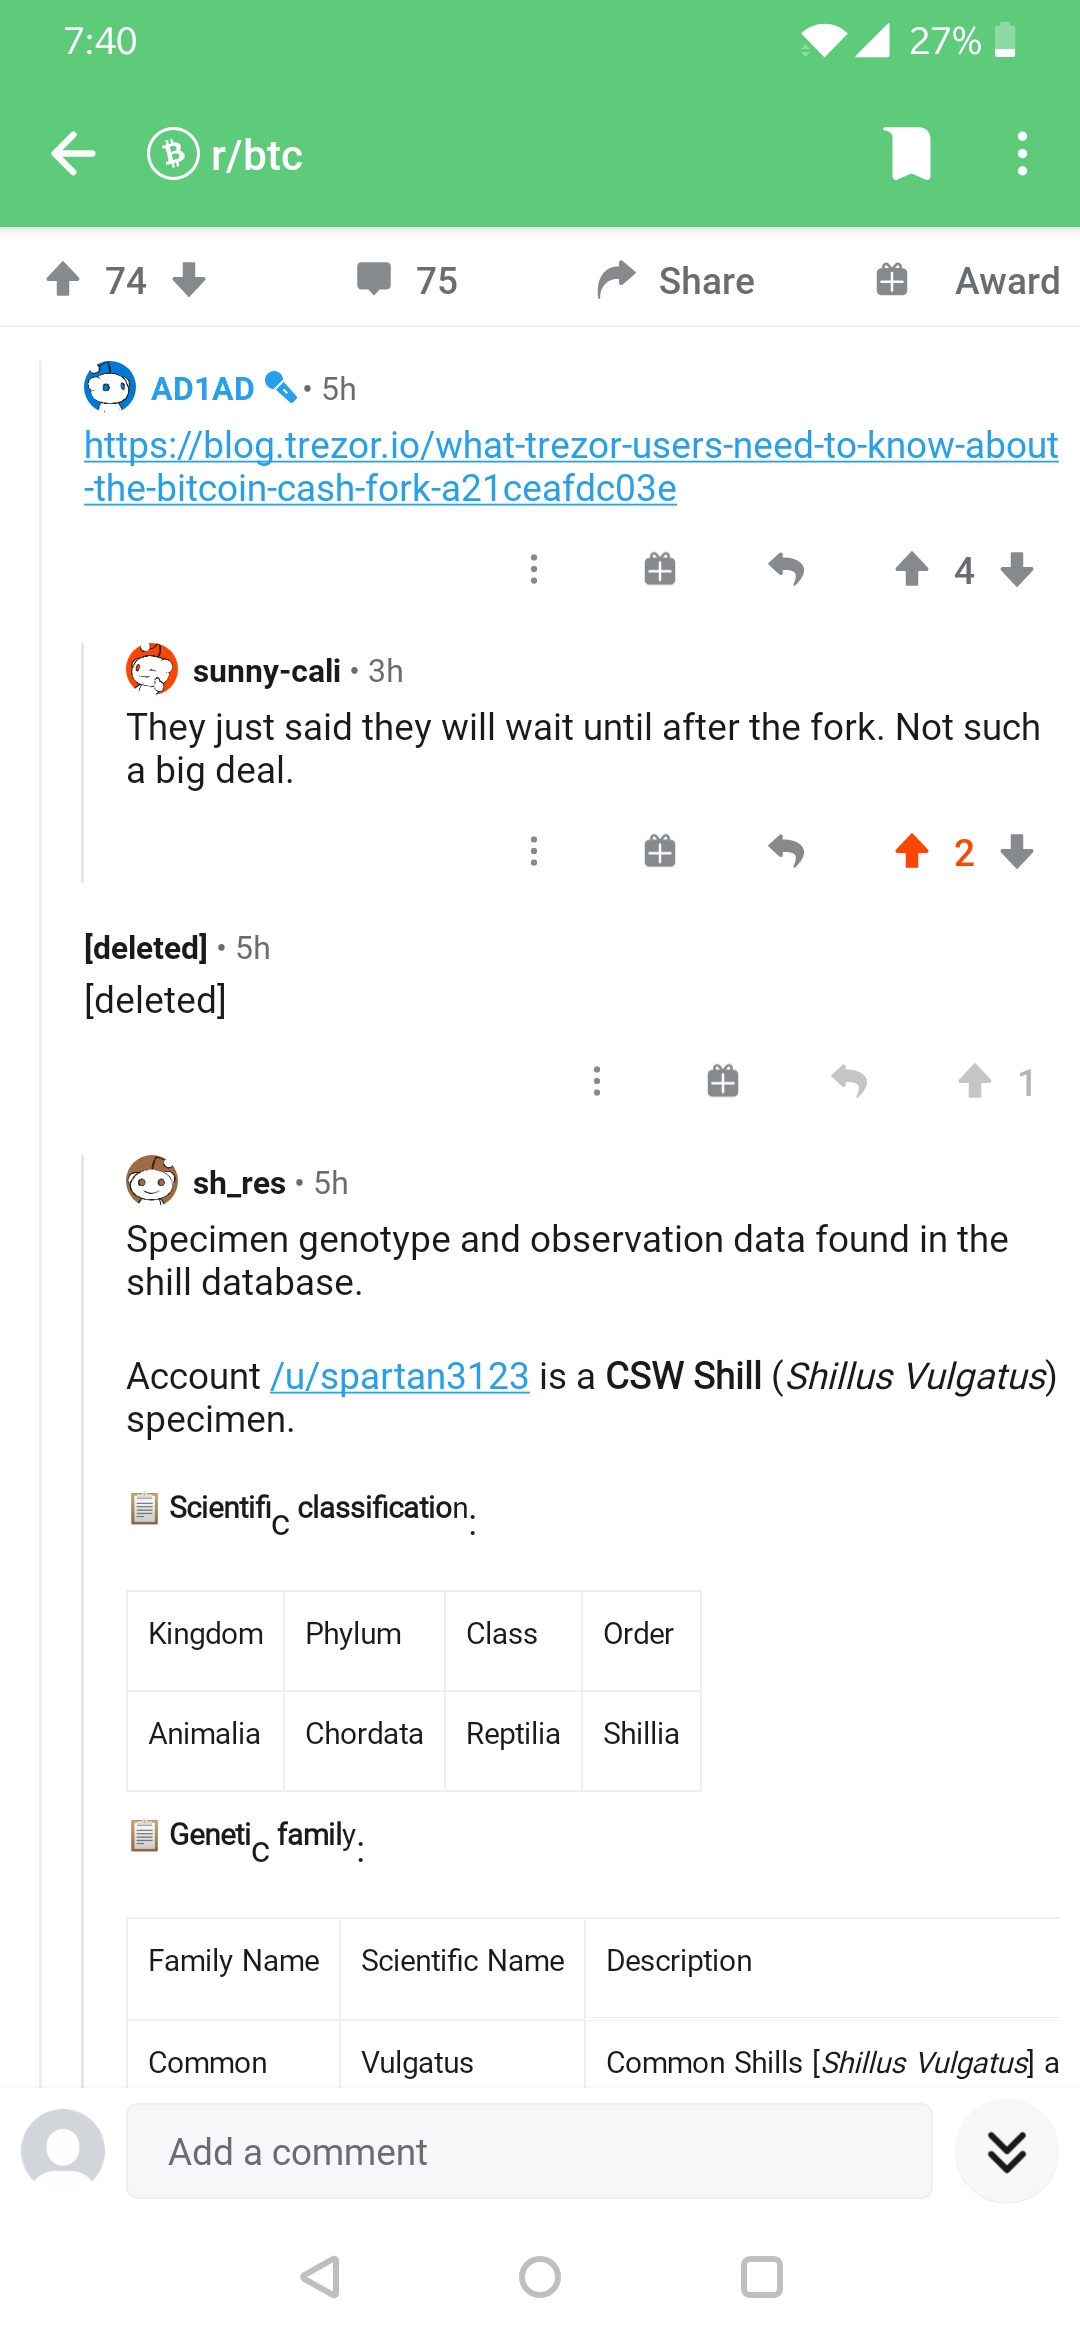 7:40
27%
r/btc
74
75
Share
Award
AD1AD • 5h
https://blog.trezor.io/what-trezor-users-need-to-know-about
-the-bitcoin-cash-fork-a21ceafdc03e
4
sunny-cali • 3h
They just said they will wait until after the fork. Not such
a big deal.
2
[deleted] • 5h
[deleted]
1
sh_res • 5h
Specimen genotype and observation data found in the
shill database.
Account /u/spartan3123 is a CSW Shill (Shillus Vulgatus)
specimen.
📋 Scientific classification:
Kingdom Phylum Class Order
Animalia Chordata Reptilia Shillia
📋 Genetic family:
Family Name Scientific Name Description
Common Vulgatus Common Shills [Shillus Vulgatus] a
Add a comment